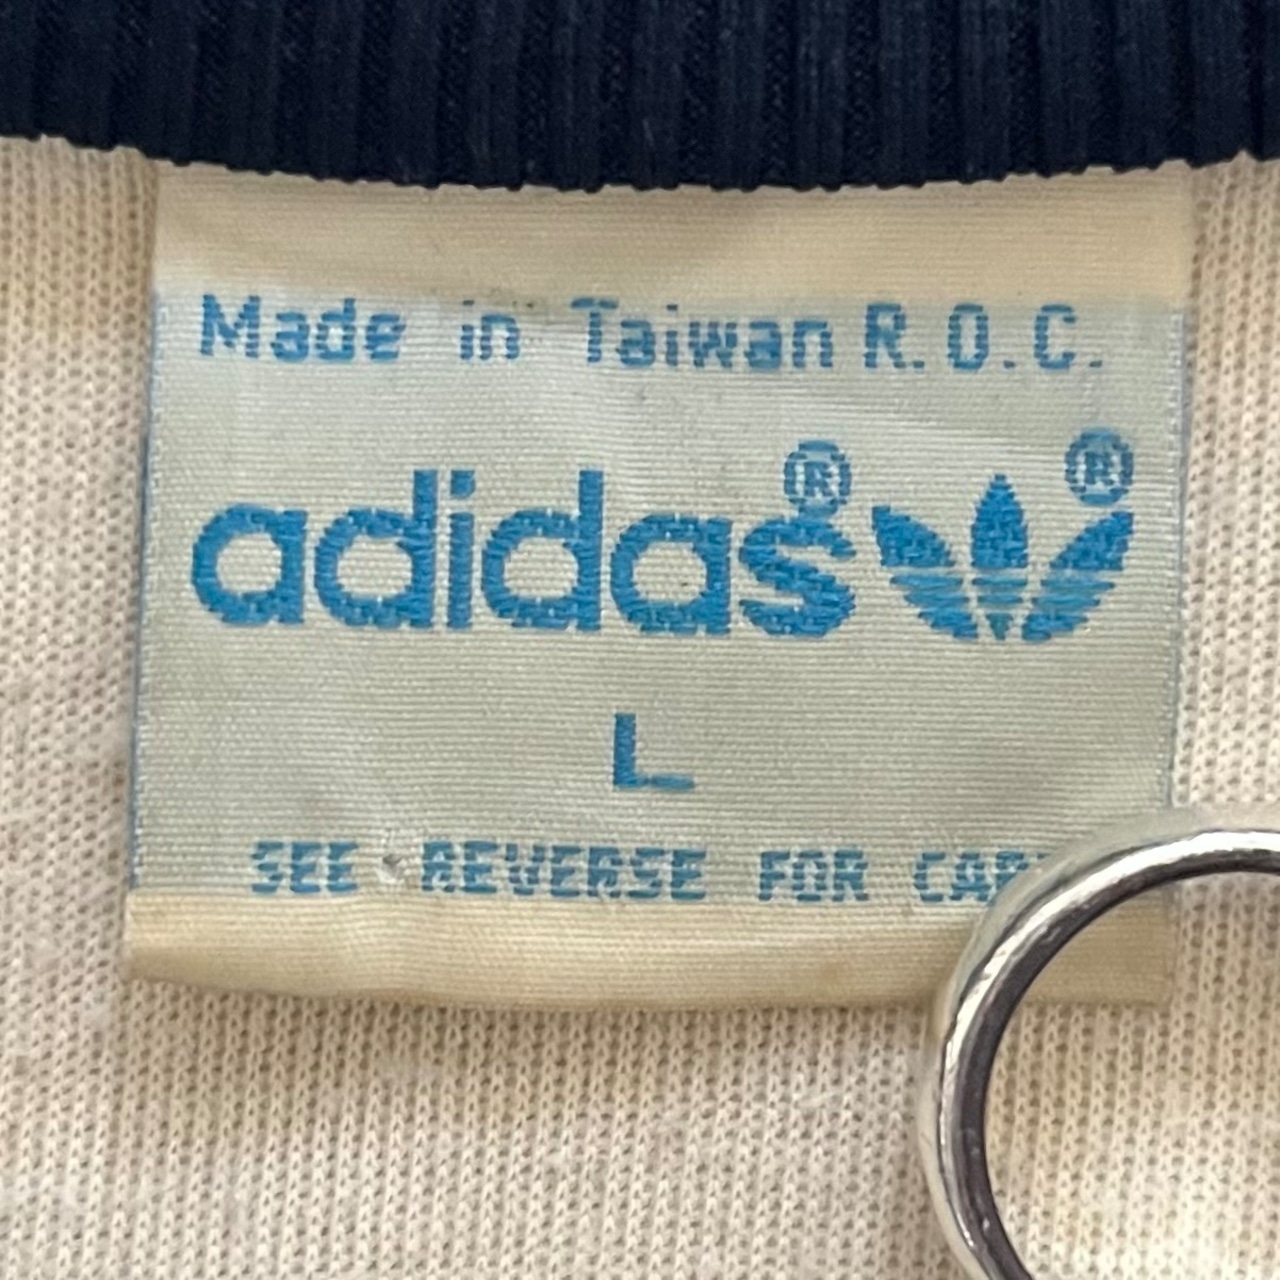 Made in Taiwan R.O.C.
adidas® ®
L
SEE REVERSE FOR